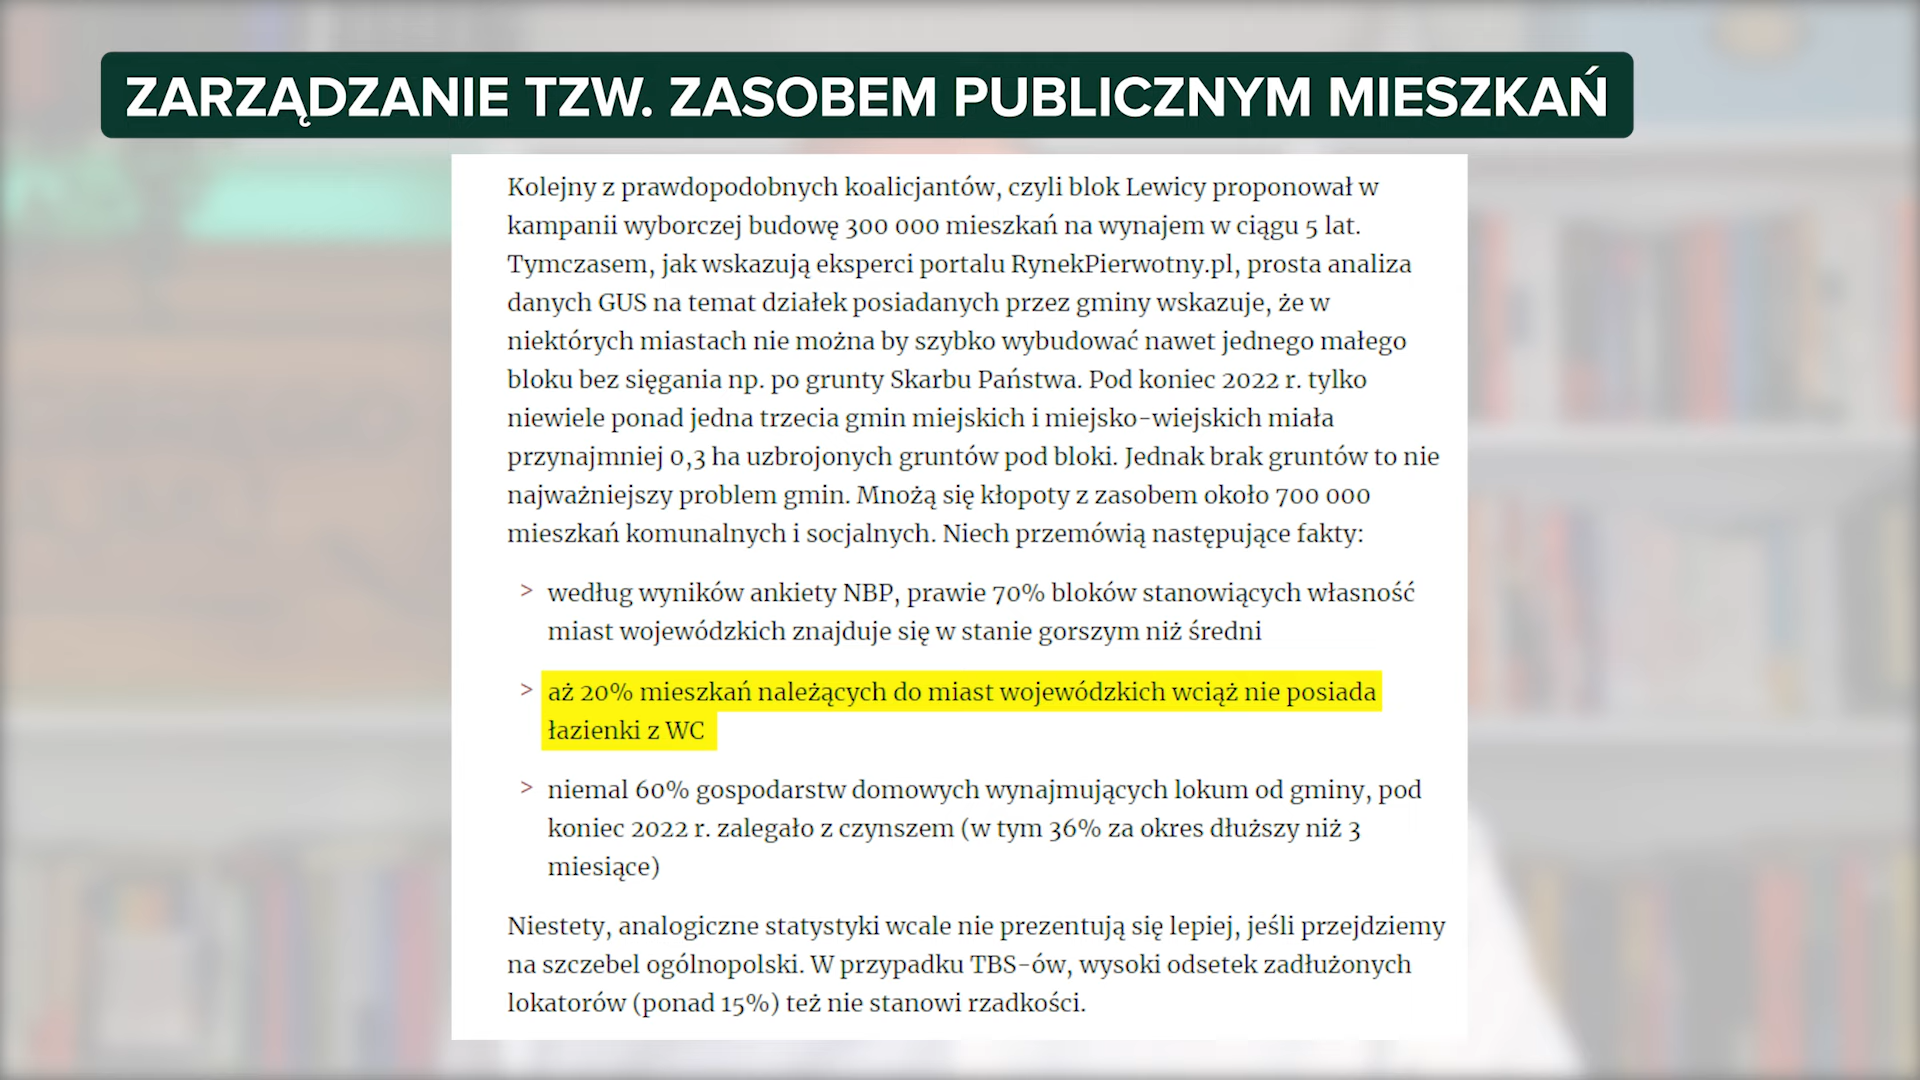 ZARZĄDZANIE TZW. ZASOBEM PUBLICZNYM MIESZKAŃ
Kolejny z prawdopodobnych koalicjantów, czyli blok Lewicy proponował w
kampanii wyborczej budowę 300 000 mieszkań na wynajem w ciągu 5 lat.
Tymczasem, jak wskazują eksperci portalu RynekPierwotny.pl, prosta analiza
danych GUS na temat działek posiadanych przez gminy wskazuje, że w
niektórych miastach nie można by szybko wybudować nawet jednego małego
bloku bez sięgania np. po grunty Skarbu Państwa. Pod koniec 2022 r. tylko
niewiele ponad jedna trzecia gmin miejskich i miejsko-wiejskich miała
przynajmniej 0,3 ha uzbrojonych gruntów pod bloki. Jednak brak gruntów to nie
najważniejszy problem gmin. Mnożą się kłopoty z zasobem około 700 000
mieszkań komunalnych i socjalnych. Niech przemówią następujące fakty:
> według wyników ankiety NBP, prawie 70% bloków stanowiących własność
miast wojewódzkich znajduje się w stanie gorszym niż średni
> aż 20% mieszkań należących do miast wojewódzkich wciąż nie posiada
łazienki z WC
> niemal 60% gospodarstw domowych wynajmujących lokum od gminy, pod
koniec 2022 r. zalegało z czynszem (w tym 36% za okres dłuższy niż 3
miesiące)
Niestety, analogiczne statystyki wcale nie prezentują się lepiej, jeśli przejdziemy
na szczebel ogólnopolski. W przypadku TBS-ów, wysoki odsetek zadłużonych
lokatorów (ponad 15%) też nie stanowi rzadkości.